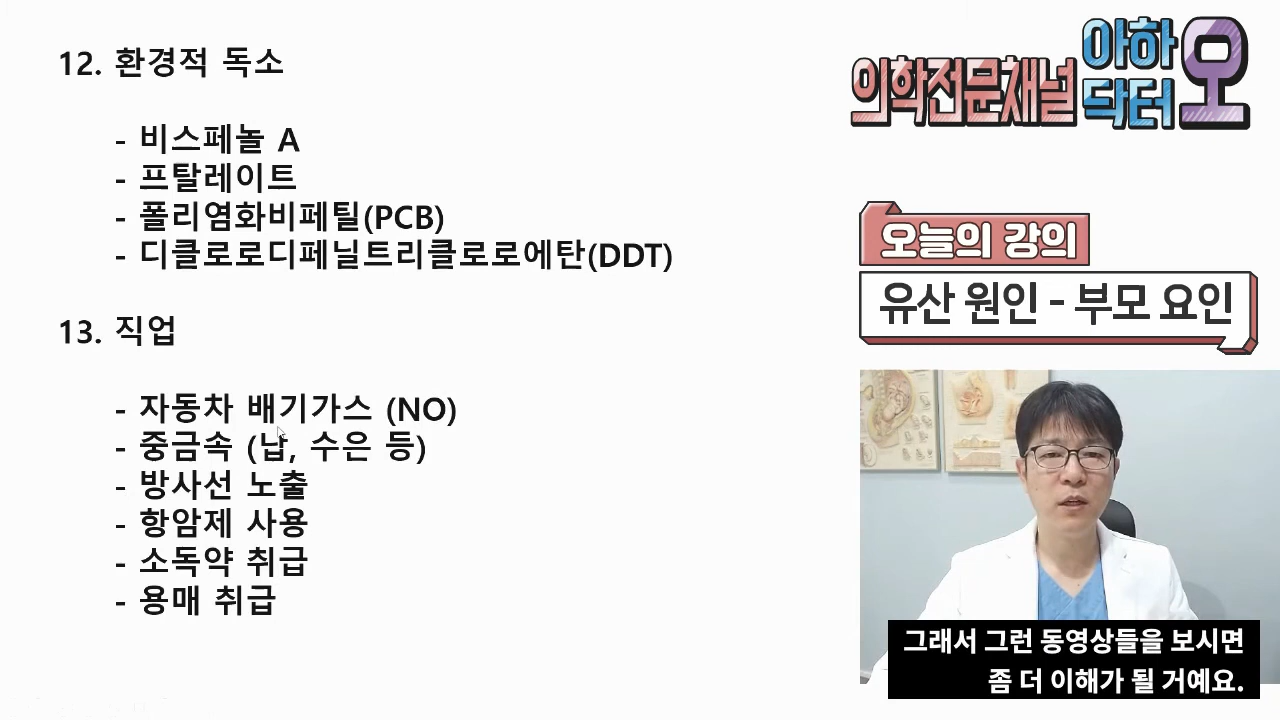 12. 환경적 독소
- 비스페놀 A
- 프탈레이트
- 폴리염화비페틸(PCB)
- 디클로로디페닐트리클로로에탄(DDT)
13. 직업
- 자동차 배기가스 (NO)
- 중금속 (납, 수은 등)
- 방사선 노출
- 항암제 사용
- 소독약 취급
- 용매 취급
의학전문채널 아하 닥터 오
오늘의 강의
유산 원인 - 부모 요인
그래서 그런 동영상들을 보시면
좀 더 이해가 될 거예요.